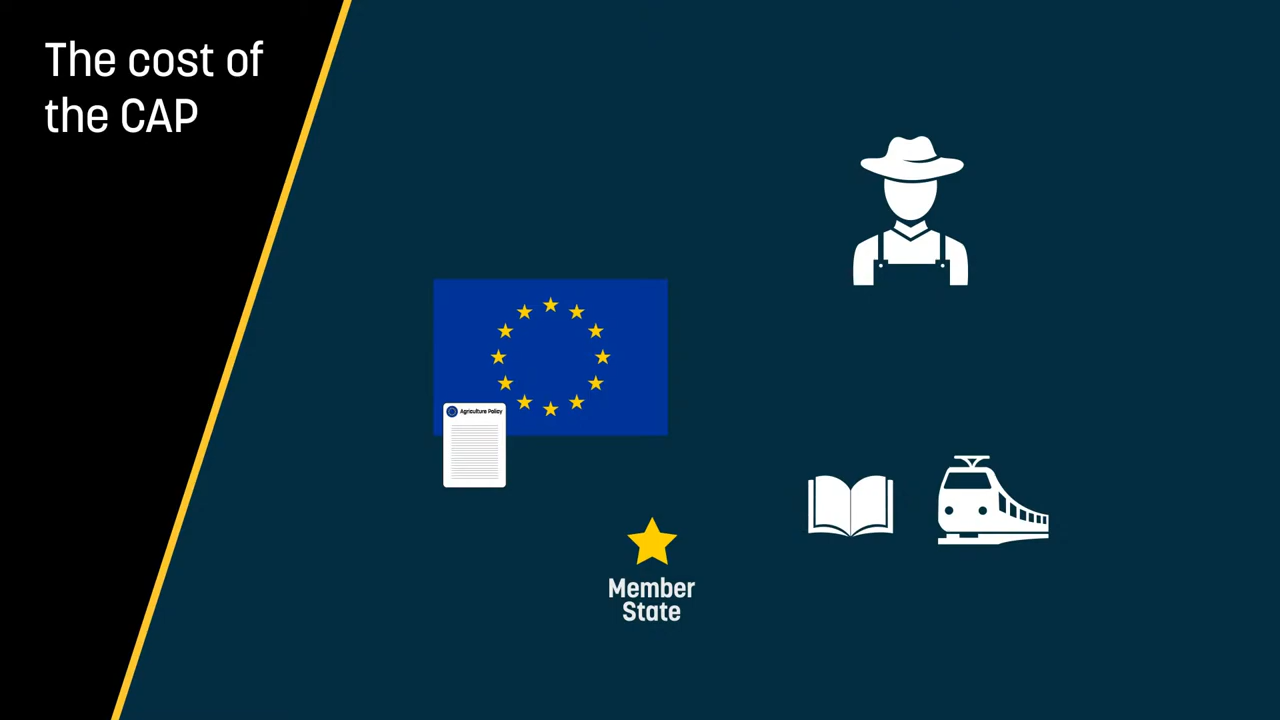 The cost of
the CAP
Agriculture Policy
Member
State